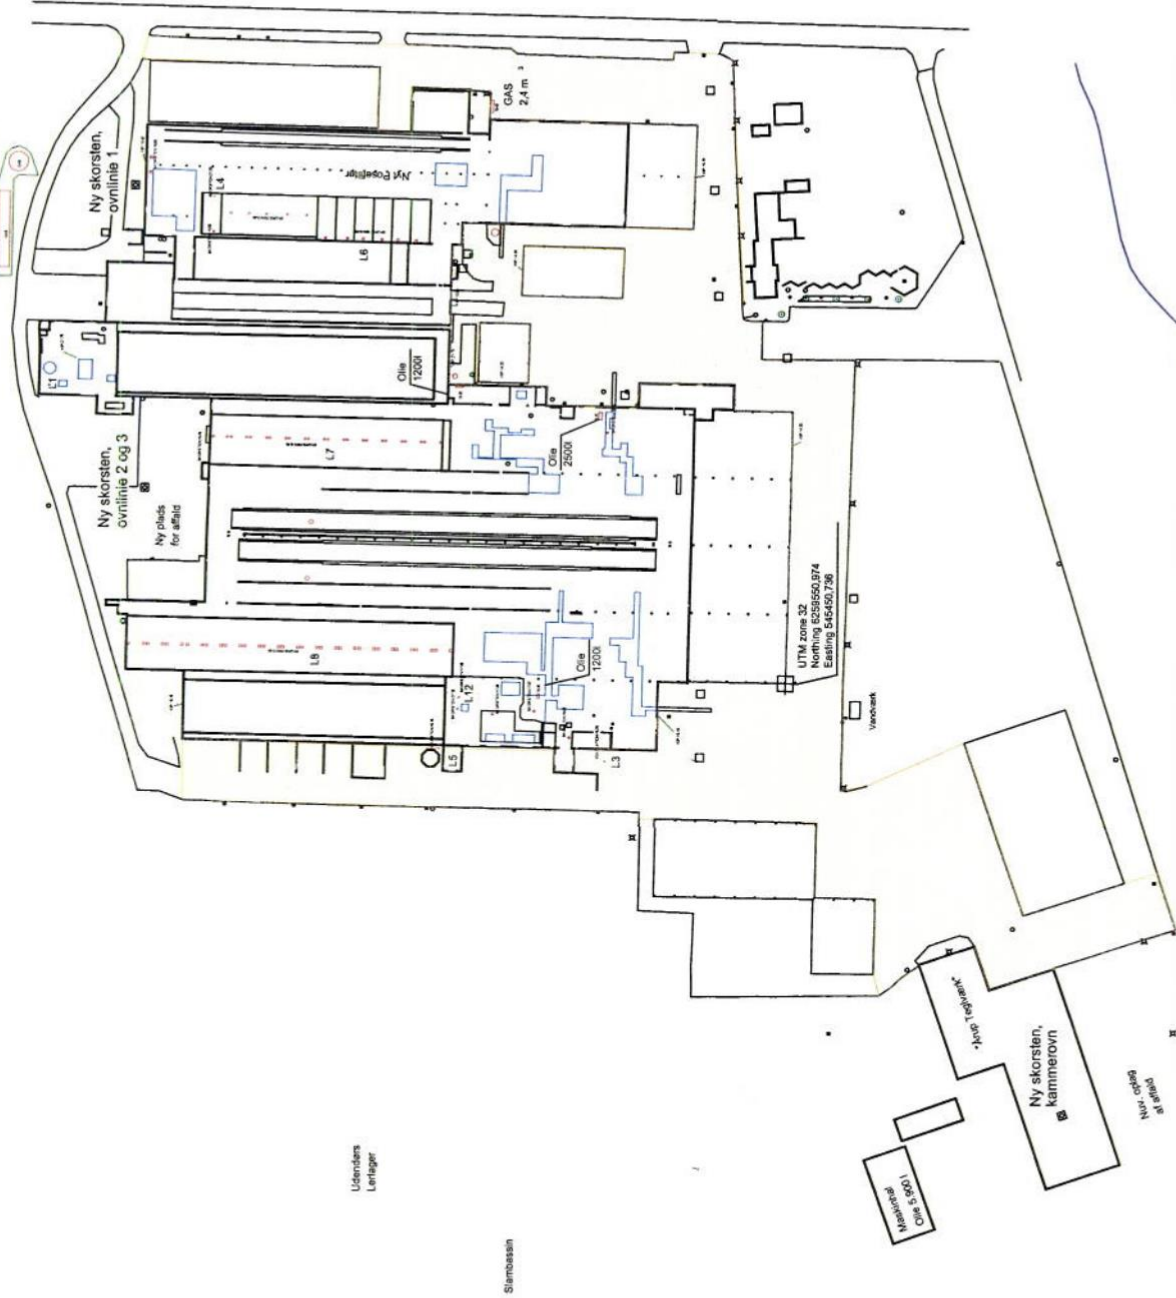 GAS
2,4 m³
Ny skorsten,
ovnlinie 1
L4
Nyt Posefilter
L6
L1
Olie
1200l
Ny skorsten,
ovnlinie 2 og 3
L7
Olie
2500l
Ny plads
for affald
UTM zone 32
Northing 6259550,974
Easting 545450,736
L8
Olie
1200l
L12
L5
L3
Vandværk
"Arup Teglværk"
Ny skorsten,
kammerovn
Nuv. oplag
af affald
Maskinhal
Olie 5.900 l
Udendørs
Lerlager
Slambassin